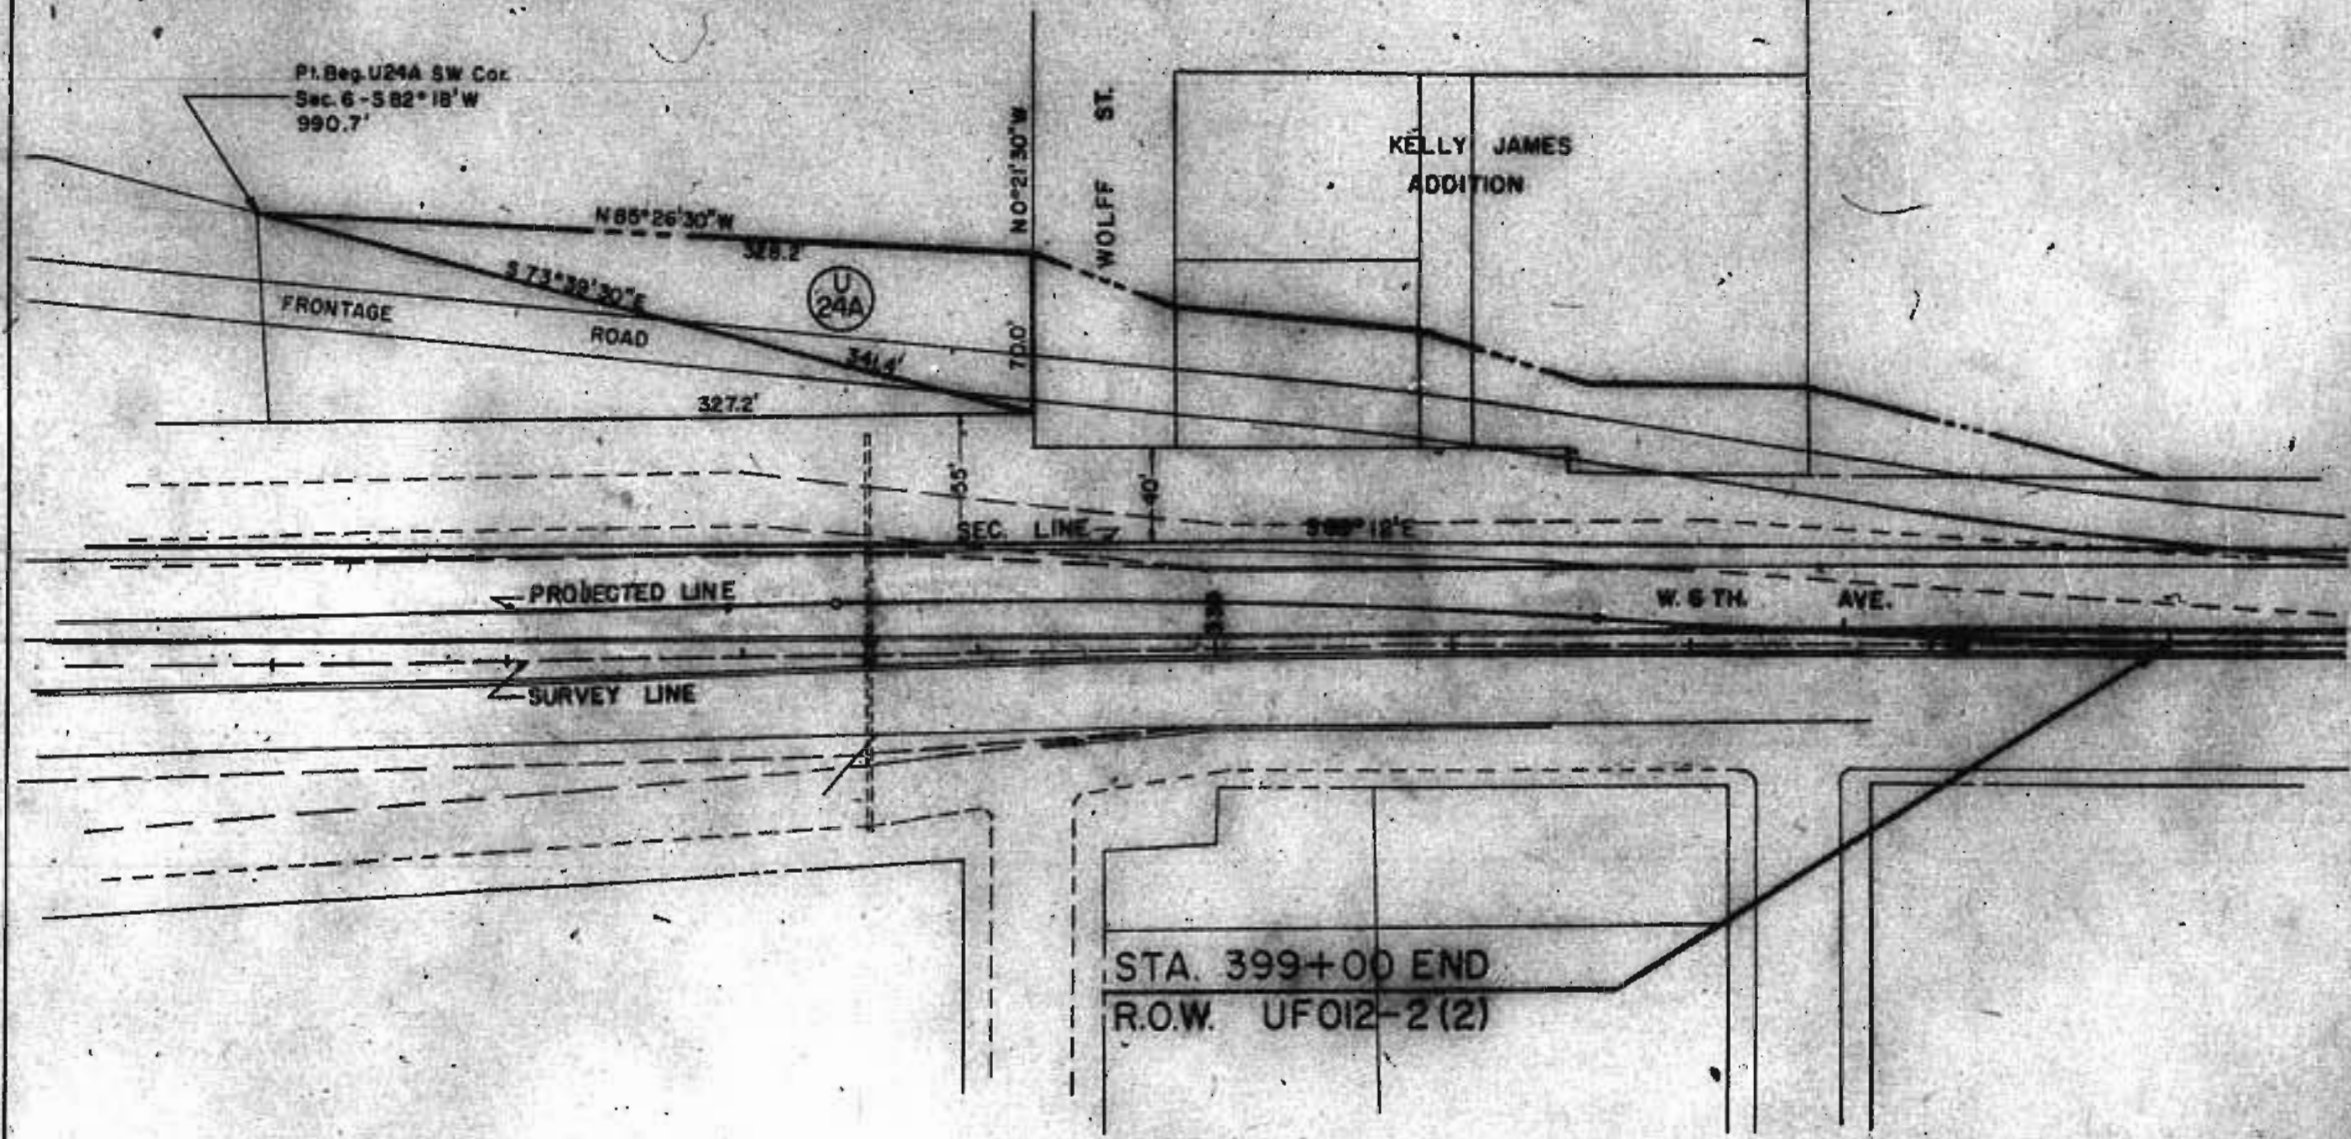 Pt. Beg. U24A SW Cor.
Sec. 6 - S 82° 18' W
990.7'
N 85° 26' 30" W
328.2'
N 0° 21' 30" W
WOLFF ST.
KELLY JAMES
ADDITION
S 73° 39' 30" E
U
24A
FRONTAGE
ROAD
341.4'
70.0'
327.2'
55'
40'
SEC. LINE
12' E
PROJECTED LINE
W. 6 TH. AVE.
SURVEY LINE
STA. 399+00 END
R.O.W. UF012-2 (2)